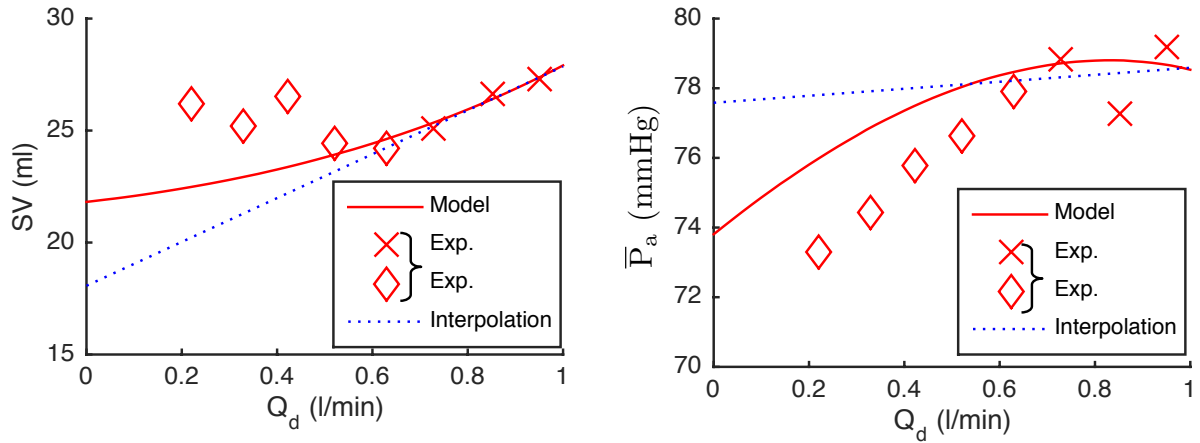 30
25
20
15
SV (ml)
0 0.2 0.4 0.6 0.8 1
Q_d (l/min)
Model
Exp.
Exp.
Interpolation
80
78
76
74
72
70
P̅_a (mmHg)
0 0.2 0.4 0.6 0.8 1
Q_d (l/min)
Model
Exp.
Exp.
Interpolation